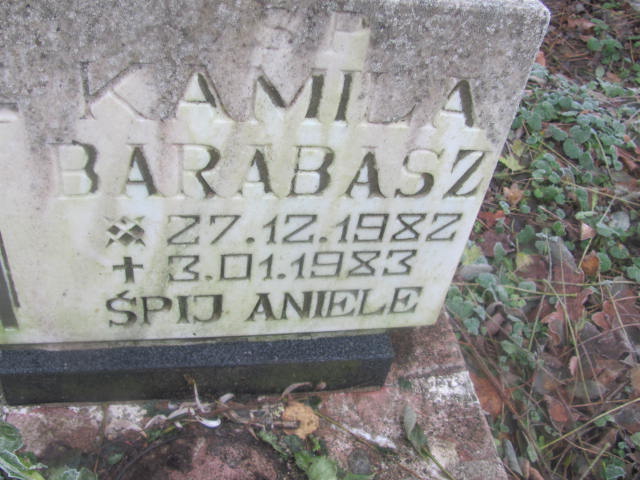 KAMILA
BARABASZ
* 27.12.1982
+ 3.01.1983
ŚPIJ ANIELE